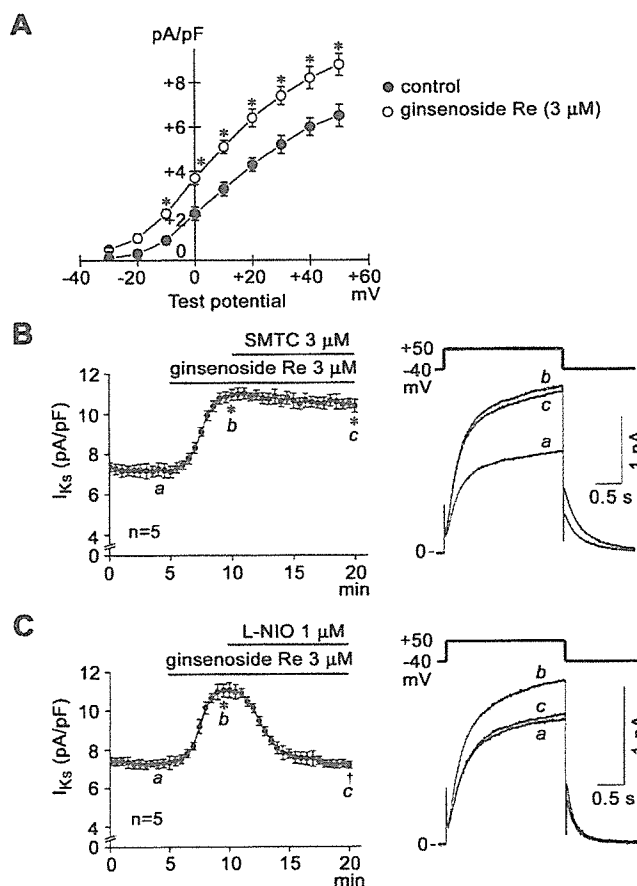 A
pA/pF
+8
+6
+4
+2
0
-40 -20 0 +20 +40 +60
Test potential mV
control
ginsenoside Re (3 μM)
* * * * * * *
B
SMTC 3 μM
ginsenoside Re 3 μM
12
10
8
6
4
0
IKs (pA/pF)
a
* b
* c
n=5
0 5 10 15 20
min
+50
-40
mV
b
c
a
0-
1 nA
0.5 s
C
L-NIO 1 μM
ginsenoside Re 3 μM
12
10
8
6
4
0
IKs (pA/pF)
a
* b
† c
n=5
0 5 10 15 20
min
+50
-40
mV
b
c
a
0-
1 nA
0.5 s